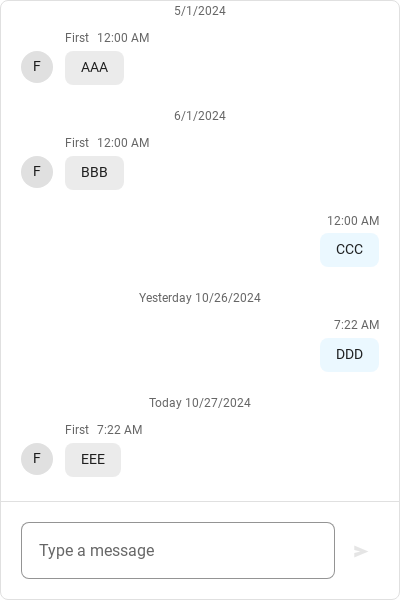 5/1/2024
First 12:00 AM
F
AAA
6/1/2024
First 12:00 AM
F
BBB
12:00 AM
CCC
Yesterday 10/26/2024
7:22 AM
DDD
Today 10/27/2024
First 7:22 AM
F
EEE
Type a message